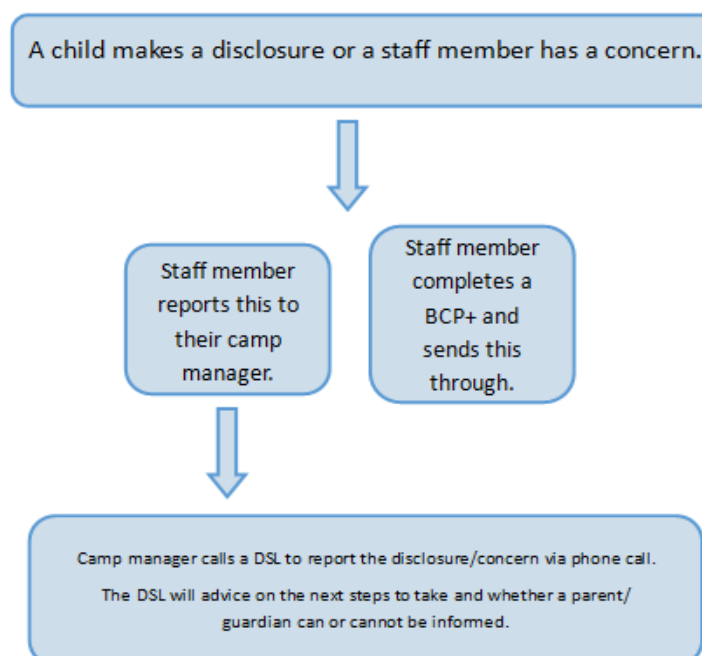 A child makes a disclosure or a staff member has a concern.
Staff member
reports this to
their camp
manager.
Staff member
completes a
BCP+ and
sends this
through.
Camp manager calls a DSL to report the disclosure/concern via phone call.
The DSL will advice on the next steps to take and whether a parent/
guardian can or cannot be informed.